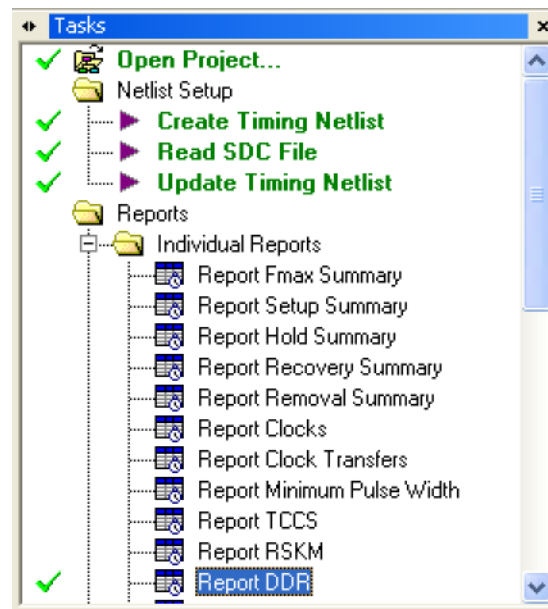 Tasks
Open Project...
Netlist Setup
Create Timing Netlist
Read SDC File
Update Timing Netlist
Reports
Individual Reports
Report Fmax Summary
Report Setup Summary
Report Hold Summary
Report Recovery Summary
Report Removal Summary
Report Clocks
Report Clock Transfers
Report Minimum Pulse Width
Report TCCS
Report RSKM
Report DDR